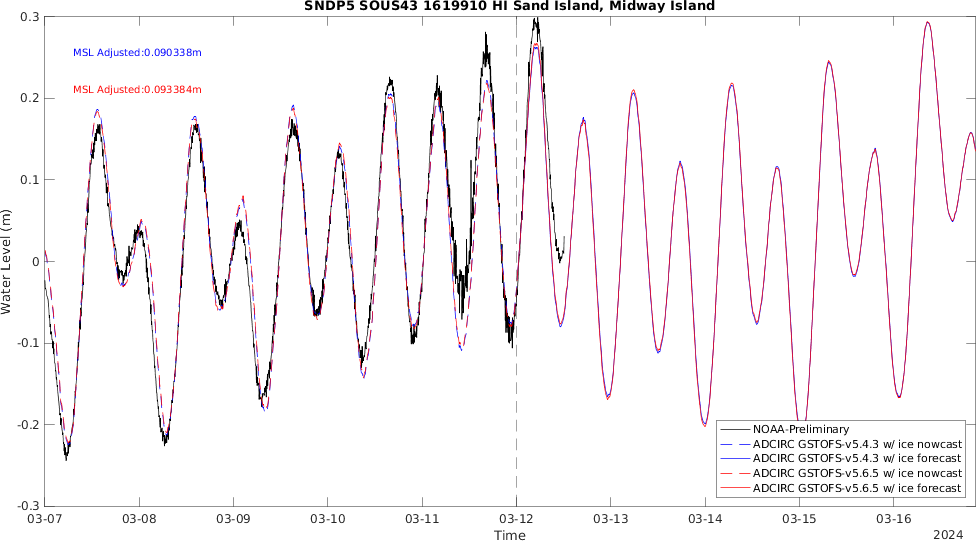 SNDP5 SOUS43 1619910 HI Sand Island, Midway Island
0.3
MSL Adjusted:0.090338m
MSL Adjusted:0.093384m
0.2
0.1
0
-0.1
-0.2
-0.3
Water Level (m)
NOAA-Preliminary
ADCIRC GSTOFS-v5.4.3 w/ ice nowcast
ADCIRC GSTOFS-v5.4.3 w/ ice forecast
ADCIRC GSTOFS-v5.6.5 w/ ice nowcast
ADCIRC GSTOFS-v5.6.5 w/ ice forecast
03-07 03-08 03-09 03-10 03-11 03-12 03-13 03-14 03-15 03-16
Time
2024